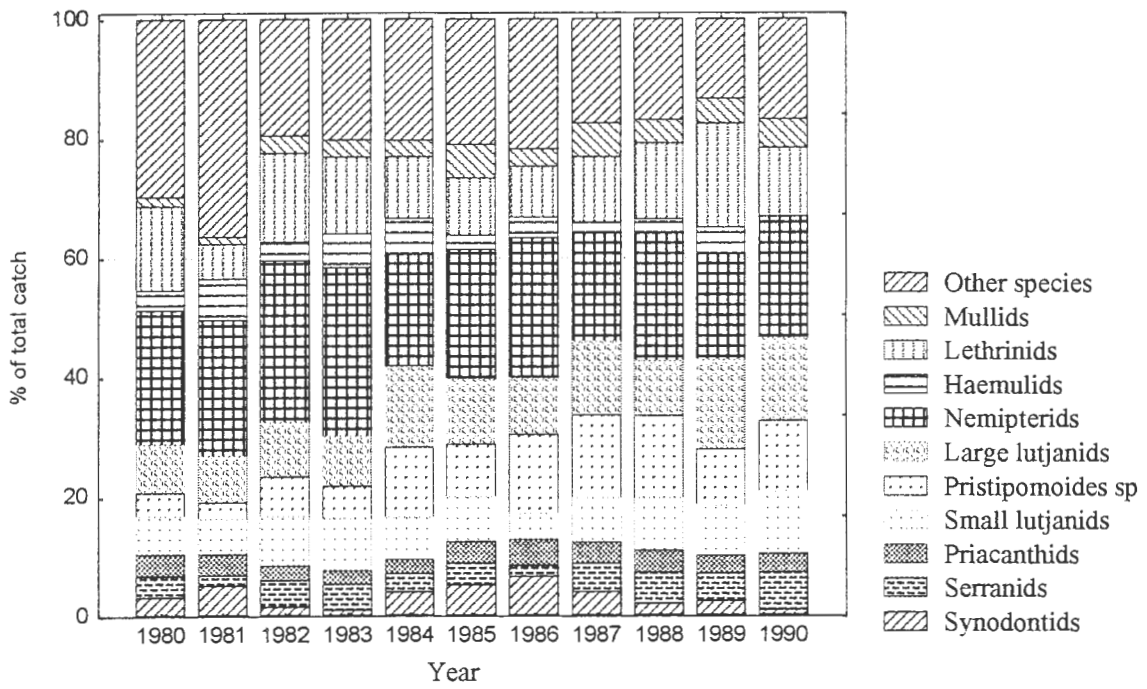 100
80
60
40
20
0
% of total catch
1980 1981 1982 1983 1984 1985 1986 1987 1988 1989 1990
Year
Other species
Mullids
Lethrinids
Haemulids
Nemipterids
Large lutjanids
Pristipomoides sp
Small lutjanids
Priacanthids
Serranids
Synodontids